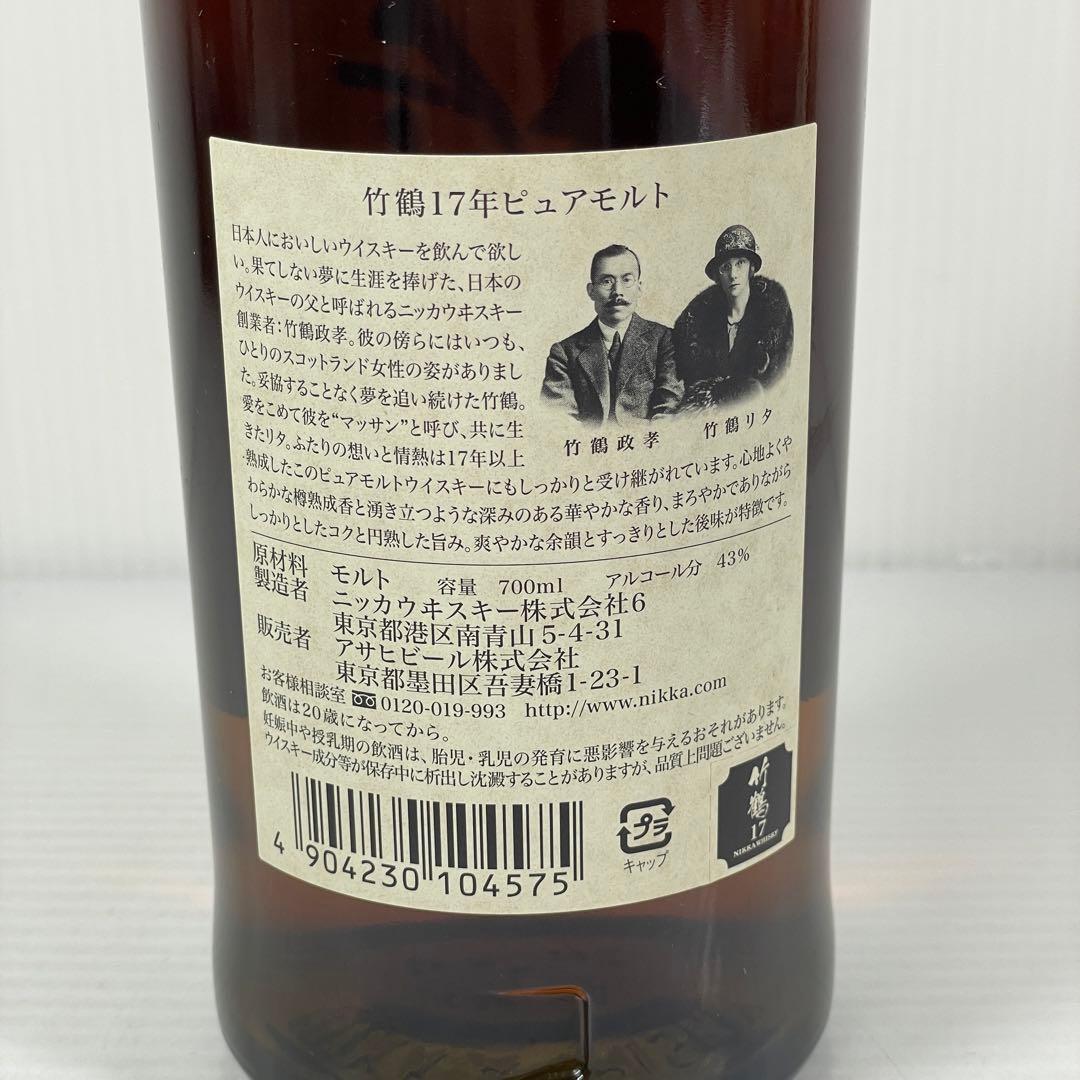 竹鶴17年ピュアモルト
日本人においしいウイスキーを飲んで欲し
い。果てしない夢に生涯を捧げた、日本の
ウイスキーの父と呼ばれるニッカウヰスキー
創業者：竹鶴政孝。彼の傍らにはいつも、
ひとりのスコットランド女性の姿がありまし
た。妥協することなく夢を追い続けた竹鶴。
愛をこめて彼を“マッサン”と呼び、共に生
きたリタ。ふたりの想いと情熱は17年以上
熟成したこのピュアモルトウイスキーにもしっかりと受け継がれています。心地よくや
わらかな樽熟成香と湧き立つような深みのある華やかな香り、まろやかでありながら
しっかりとしたコクと円熟した旨み。爽やかな余韻とすっきりとした後味が特徴です。
竹鶴政孝 竹鶴リタ
原材料 モルト 容量 700ml アルコール分 43%
製造者 ニッカウヰスキー株式会社6
東京都港区南青山5-4-31
販売者 アサヒビール株式会社
東京都墨田区吾妻橋1-23-1
お客様相談室 0120-019-993 http://www.nikka.com
飲酒は20歳になってから。
妊娠中や授乳期の飲酒は、胎児・乳児の発育に悪影響を与えるおそれがあります。
ウイスキー成分等が保存中に析出し沈澱することがありますが、品質上問題ございません。
4 904230 104575
プラ
キャップ
竹鶴
17
NIKKA WHISKY